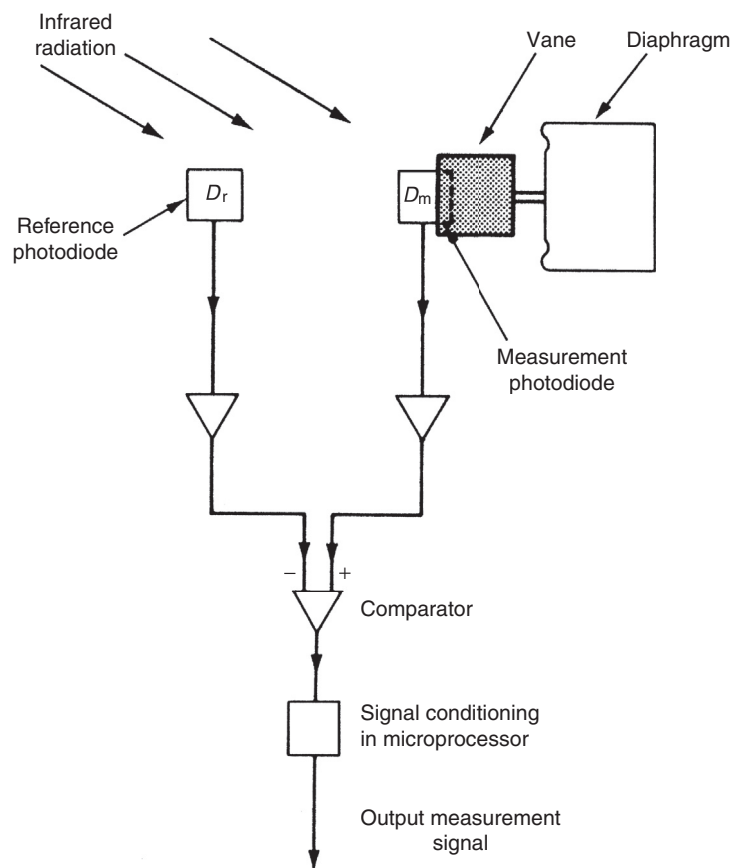 Infrared
radiation
Vane
Diaphragm
Dr
Dm
Reference
photodiode
Measurement
photodiode
− +
Comparator
Signal conditioning
in microprocessor
Output measurement
signal